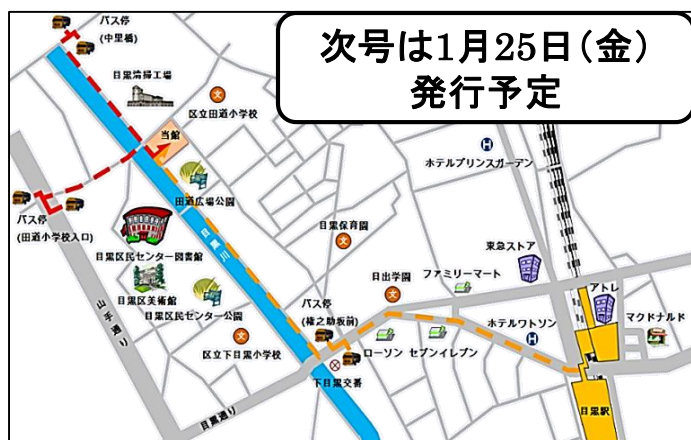 次号は1月25日（金）
発行予定
バス停
(中里橋)
目黒清掃工場
区立田道小学校
当館
ホテルプリンスガーデン
田道広場公園
バス停
(田道小学校入口)
目黒区民センター図書館
目黒保育園
東急ストア
目黒川
日出学園
ファミリーマート
アトレ
目黒区美術館
目黒区民センター公園
バス停
(権之助坂前)
マクドナルド
山手通り
区立下目黒小学校
ローソン
セブンイレブン
ホテルワトソン
下目黒交番
目黒通り
目黒駅